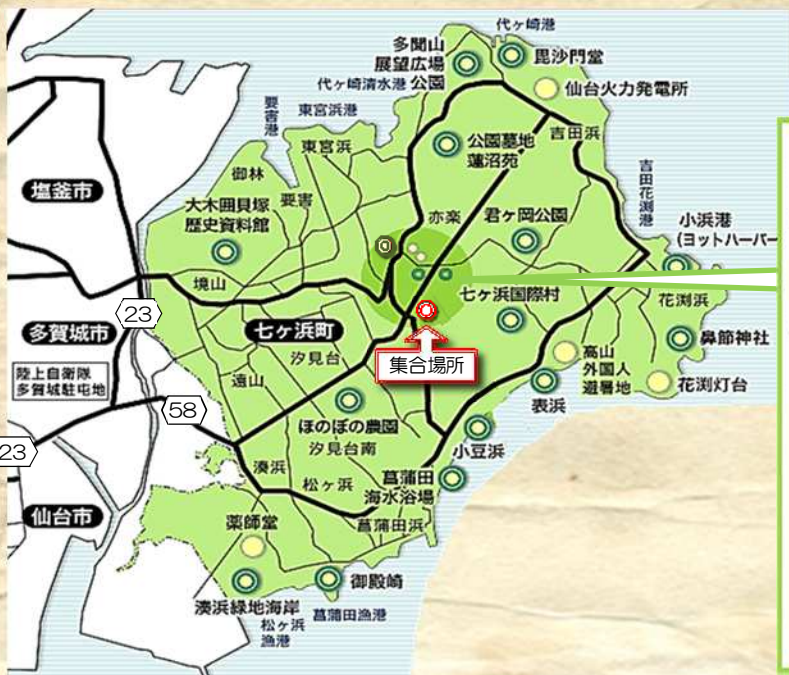 代ヶ崎港
多聞山
展望広場
公園
毘沙門堂
代ヶ崎清水港
仙台火力発電所
要害港
東宮浜港
東宮浜
吉田浜
公園墓地
蓮沼苑
御林
塩釜市
要害
大木囲貝塚
歴史資料館
亦楽
君ヶ岡公園
吉田花渕港
小浜港
(ヨットハーバー
境山
花渕浜
23
七ヶ浜国際村
多賀城市
七ヶ浜町
汐見台
集合場所
鼻節神社
高山
外国人
避暑地
陸上自衛隊
多賀城駐屯地
遠山
花渕灯台
表浜
58
ほのぼの農園
汐見台南
小豆浜
23
湊浜
松ヶ浜
菖蒲田
海水浴場
仙台市
菖蒲田浜
薬師堂
御殿崎
湊浜緑地海岸
菖蒲田漁港
松ヶ浜
漁港